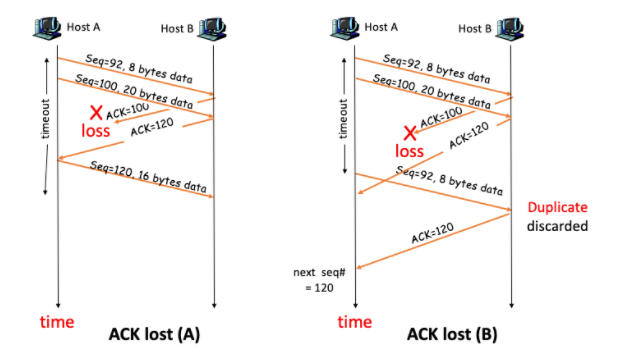 Host A
Host B
Seq=92, 8 bytes data
Seq=100, 20 bytes data
timeout
X
ACK=100
loss
ACK=120
Seq=120, 16 bytes data
time
ACK lost (A)
Host A
Host B
Seq=92, 8 bytes data
Seq=100, 20 bytes data
timeout
X
ACK=100
loss
ACK=120
Seq=92, 8 bytes data
Duplicate
discarded
ACK=120
next seq#
= 120
time
ACK lost (B)